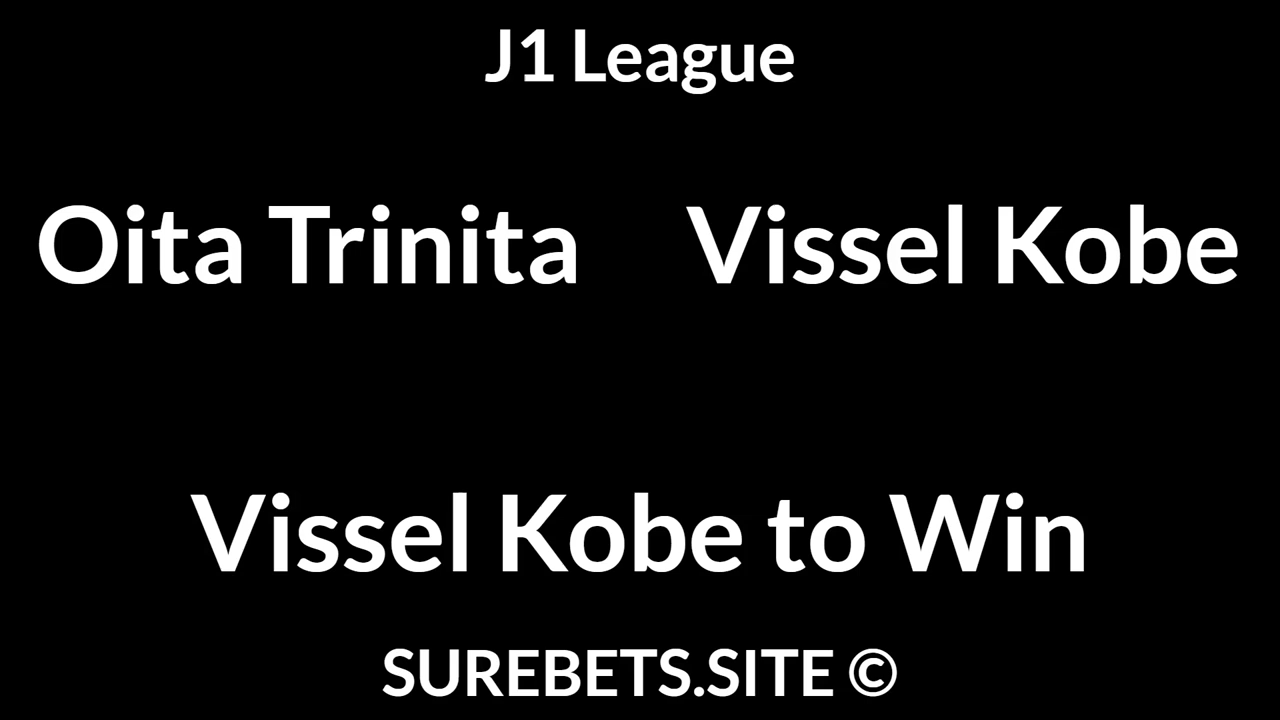 J1 League
Oita Trinita Vissel Kobe
Vissel Kobe to Win
SUREBETS.SITE ©